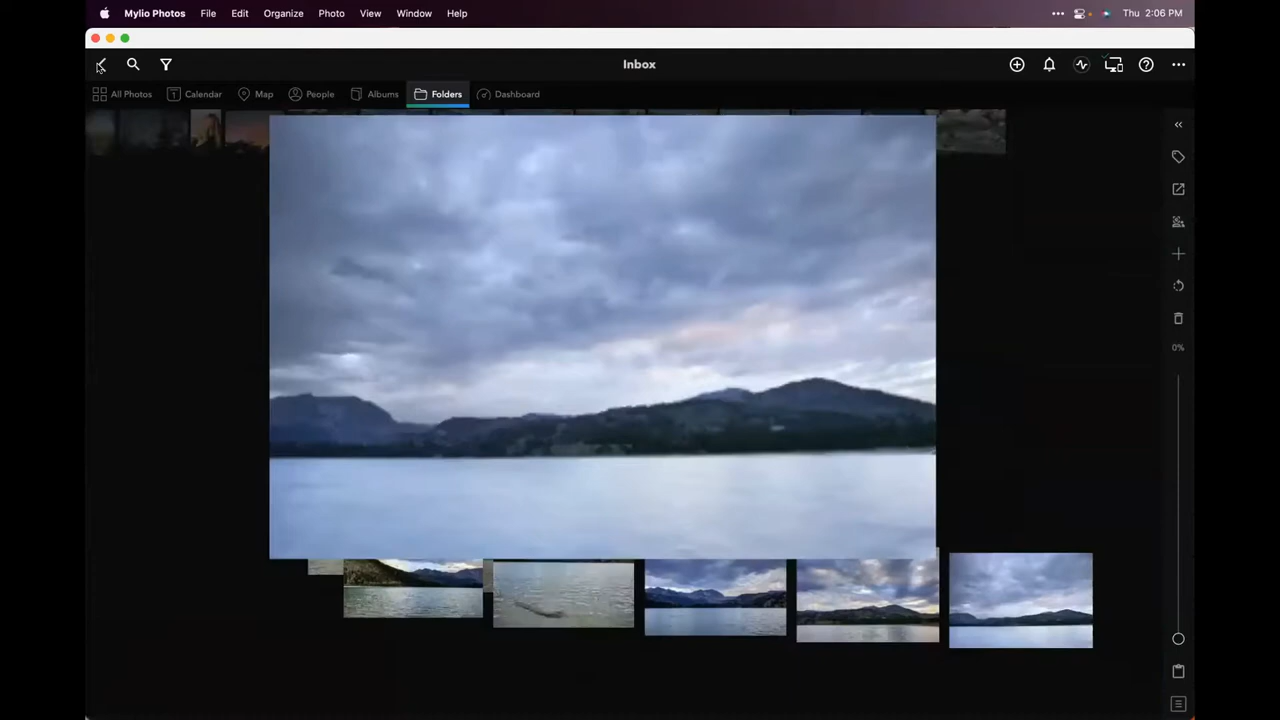 Mylio Photos File Edit Organize Photo View Window Help Thu 2:06 PM
Inbox
All Photos Calendar Map People Albums Folders Dashboard
0%